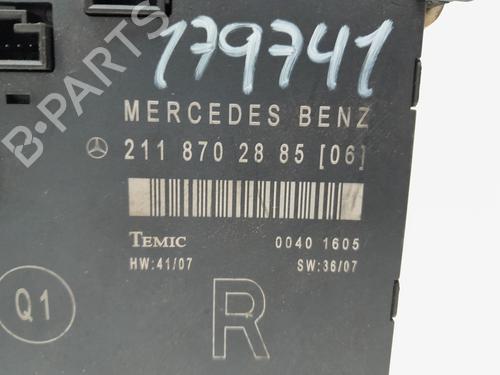 179741
MERCEDES BENZ
211 870 28 85 [06]
TEMIC 0040 1605
HW:41/07 SW:36/07
Q1 R
B-PARTS